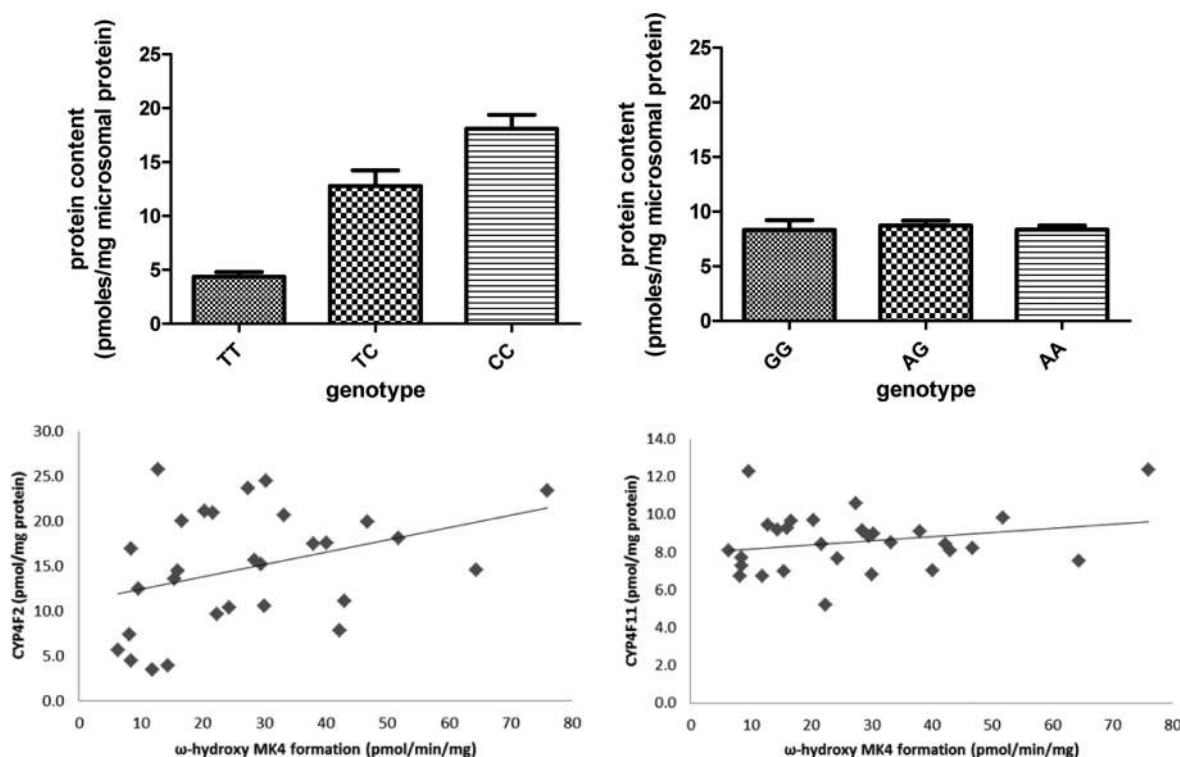 protein content
(pmoles/mg microsomal protein)
25
20
15
10
5
0
TT
TC
CC
genotype
protein content
(pmoles/mg microsomal protein)
25
20
15
10
5
0
GG
AG
AA
genotype
CYP4F2 (pmol/mg protein)
30.0
25.0
20.0
15.0
10.0
5.0
0.0
0 10 20 30 40 50 60 70 80
ω-hydroxy MK4 formation (pmol/min/mg)
CYP4F11 (pmol/mg protein)
14.0
12.0
10.0
8.0
6.0
4.0
2.0
0.0
0 10 20 30 40 50 60 70 80
ω-hydroxy MK4 formation (pmol/min/mg)